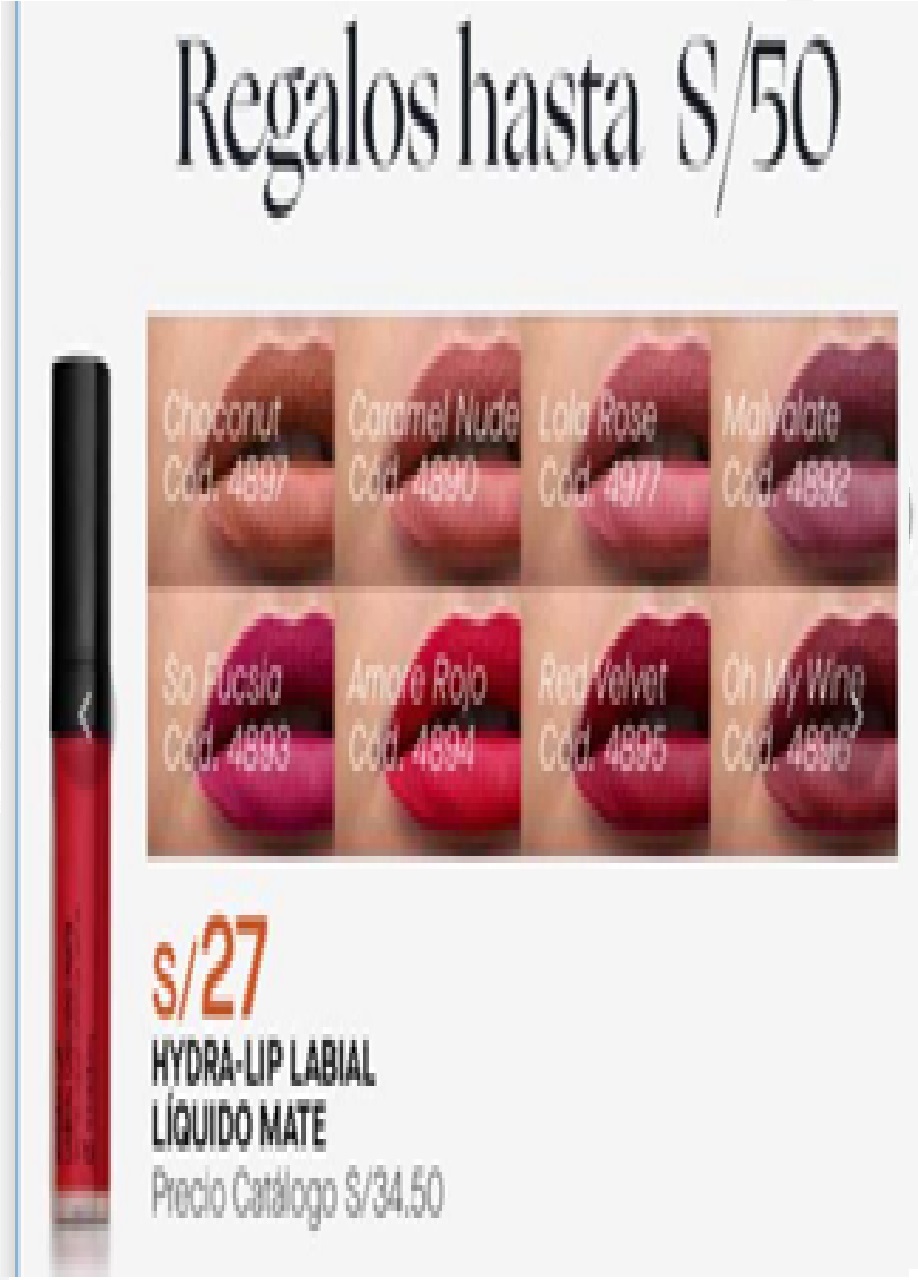 Regalos hasta S/50
Choconut
Cód. 4897
Caramel Nude
Cód. 4890
Lola Rose
Cód. 4977
Malvalate
Cód. 4892
So Fucsia
Cód. 4893
Amore Rojo
Cód. 4894
Red Velvet
Cód. 4895
Oh My Wine
Cód. 4896
S/27
HYDRA-LIP LABIAL
LÍQUIDO MATE
Precio Catálogo S/34.50